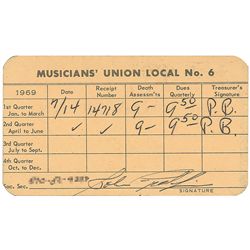 MUSICIANS' UNION LOCAL No. 6
1969 Date Receipt Number Death Assessm'ts Dues Quarterly Treasurer's Signature
1st Quarter Jan. to March 7/14 14718 9- 9.50 P.B.
2nd Quarter April to June ✓ ✓ 9- 9.50 P.B.
3rd Quarter July to Sept.
4th Quarter Oct. to Dec.
Soc. Sec.
SIGNATURE